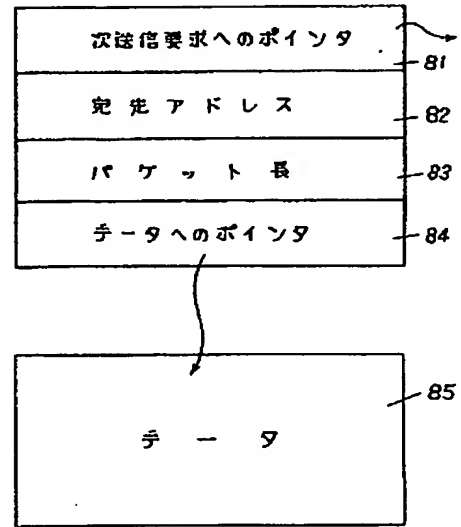 次送信要求へのポインタ
81
宛先アドレス
82
パケット長
83
データへのポインタ
84
データ
85